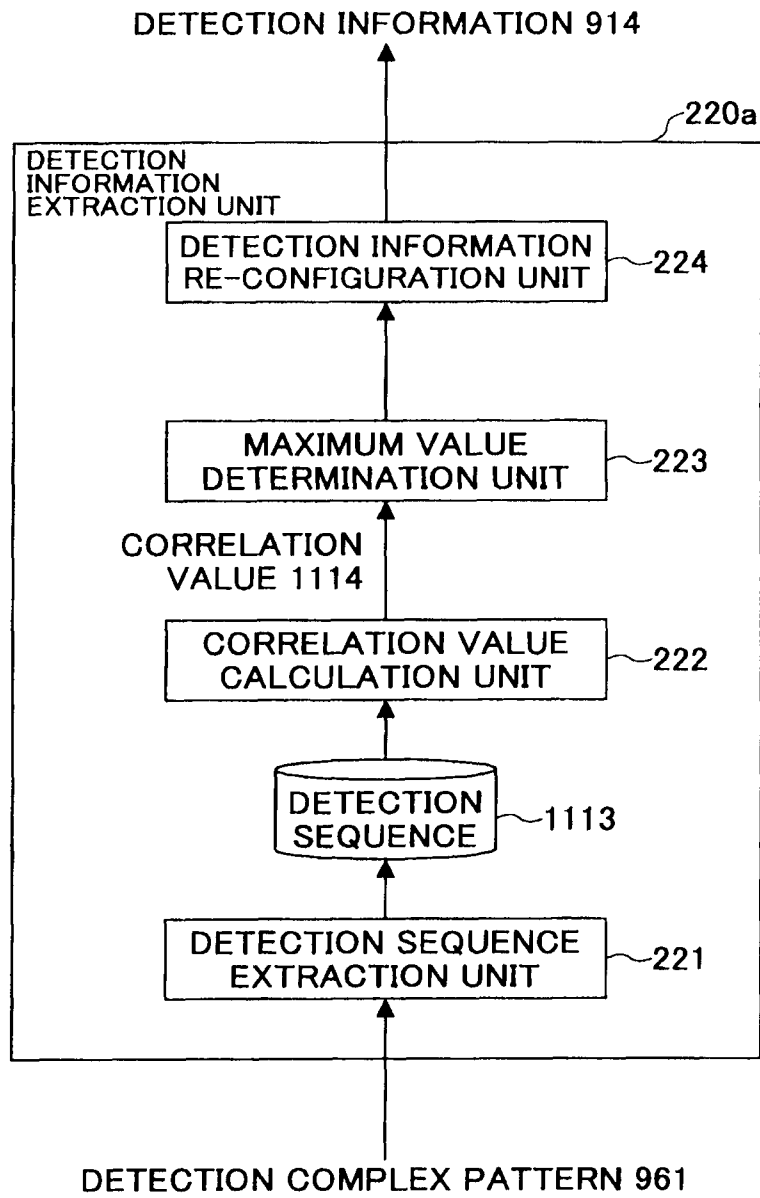 DETECTION INFORMATION 914
220a
DETECTION
INFORMATION
EXTRACTION UNIT
DETECTION INFORMATION
RE-CONFIGURATION UNIT
224
MAXIMUM VALUE
DETERMINATION UNIT
223
CORRELATION
VALUE 1114
CORRELATION VALUE
CALCULATION UNIT
222
DETECTION
SEQUENCE
1113
DETECTION SEQUENCE
EXTRACTION UNIT
221
DETECTION COMPLEX PATTERN 961